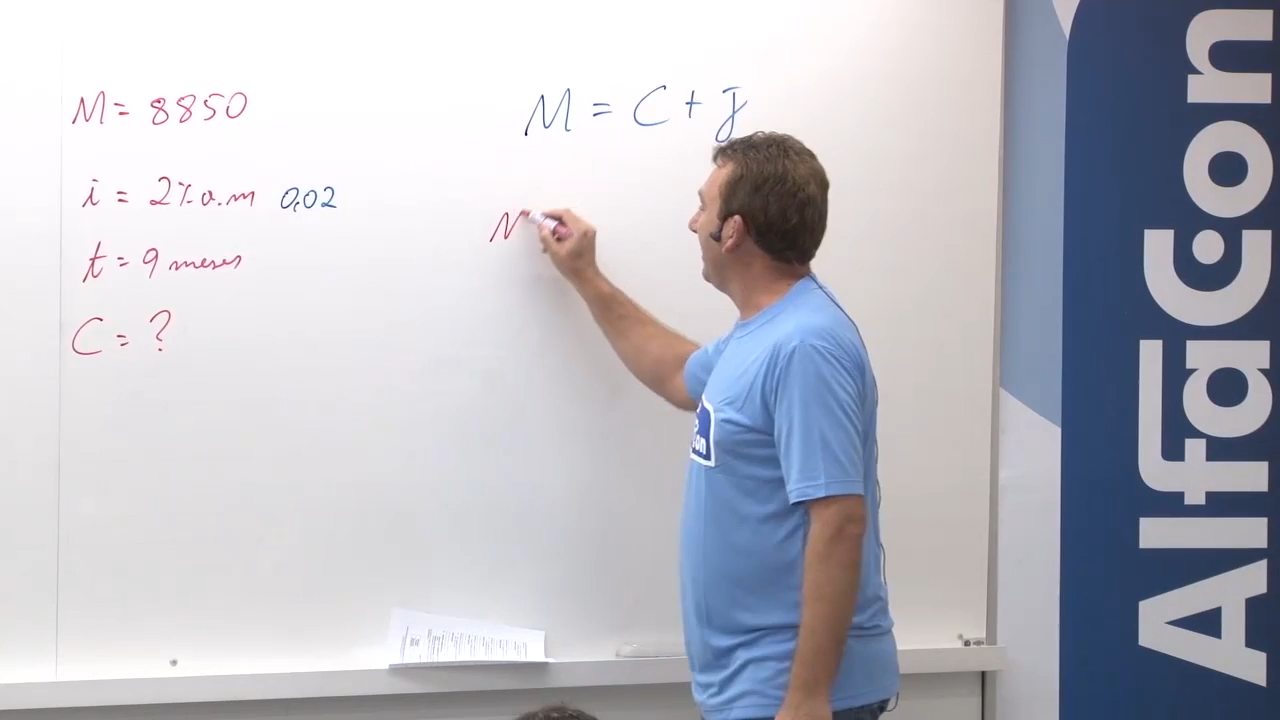 M = 8850
i = 2% a.m 0,02
t = 9 meses
C = ?
M = C + J
M
AlfaCon